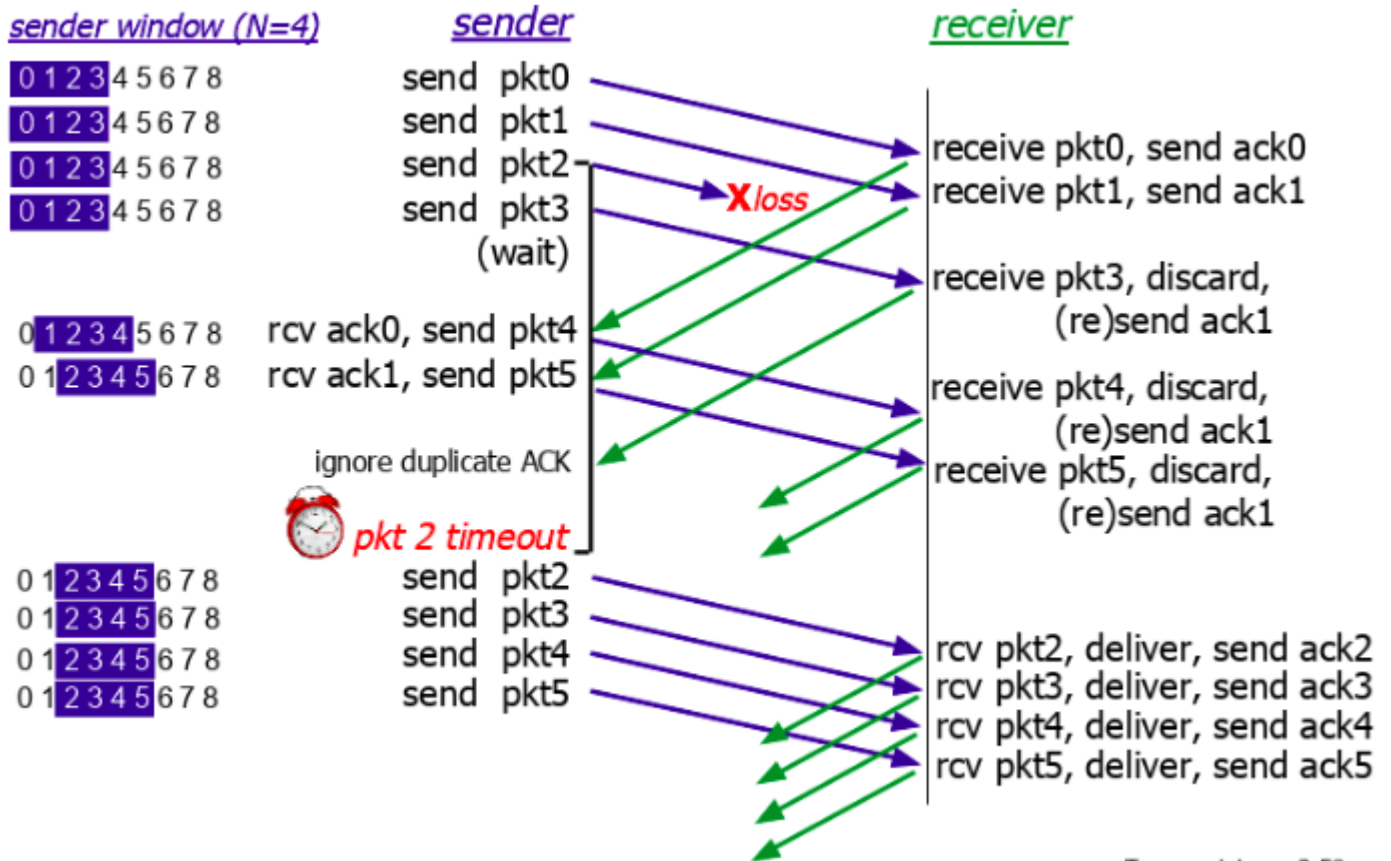 sender window (N=4)
sender
receiver
0 1 2 3 4 5 6 7 8
send pkt0
0 1 2 3 4 5 6 7 8
send pkt1
0 1 2 3 4 5 6 7 8
send pkt2
0 1 2 3 4 5 6 7 8
send pkt3
(wait)
X loss
receive pkt0, send ack0
receive pkt1, send ack1
receive pkt3, discard,
(re)send ack1
0 1 2 3 4 5 6 7 8
rcv ack0, send pkt4
0 1 2 3 4 5 6 7 8
rcv ack1, send pkt5
receive pkt4, discard,
(re)send ack1
receive pkt5, discard,
(re)send ack1
ignore duplicate ACK
pkt 2 timeout
0 1 2 3 4 5 6 7 8
send pkt2
0 1 2 3 4 5 6 7 8
send pkt3
0 1 2 3 4 5 6 7 8
send pkt4
0 1 2 3 4 5 6 7 8
send pkt5
rcv pkt2, deliver, send ack2
rcv pkt3, deliver, send ack3
rcv pkt4, deliver, send ack4
rcv pkt5, deliver, send ack5